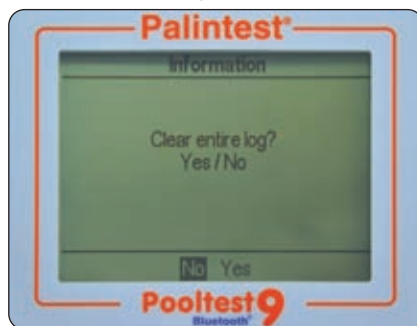 Palintest®
Information
Clear entire log?
Yes / No
No Yes
Pooltest 9
Bluetooth®